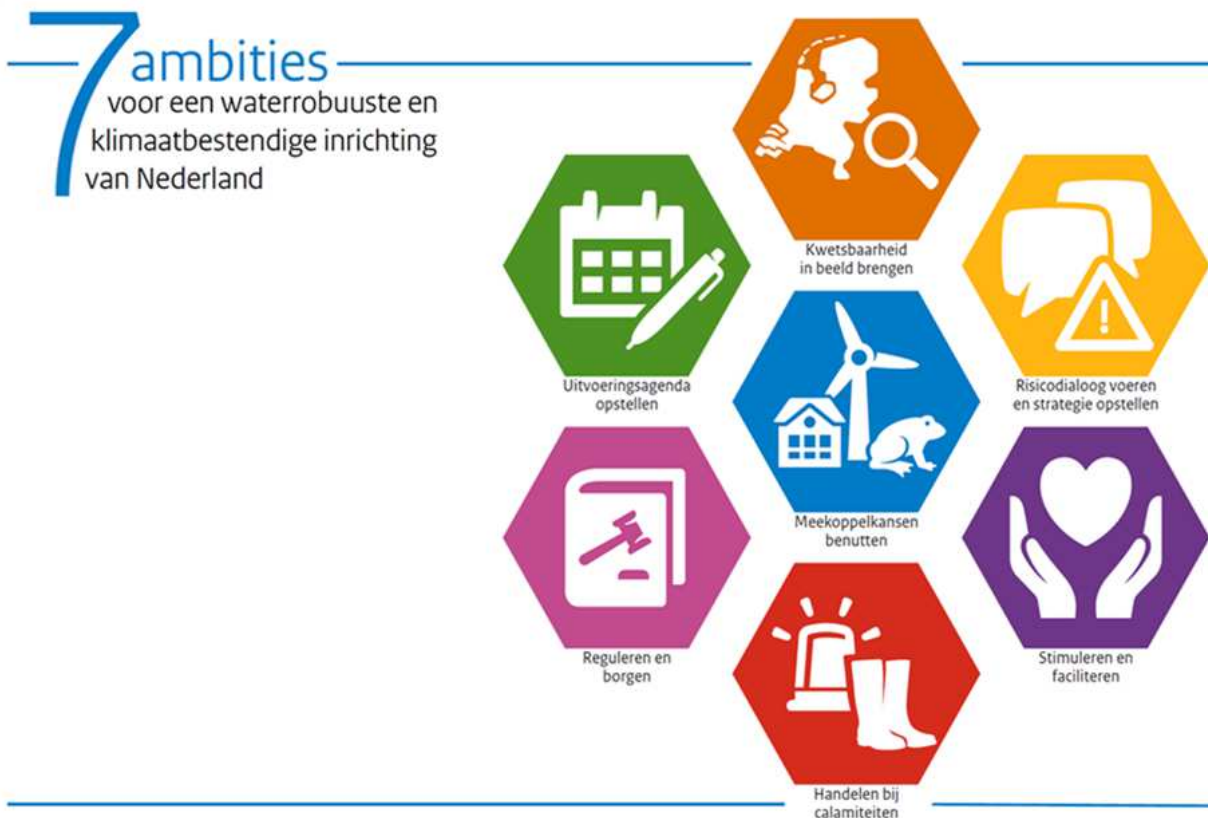 7 ambities
voor een waterrobuuste en
klimaatbestendige inrichting
van Nederland
Kwetsbaarheid
in beeld brengen
Uitvoeringsagenda
opstellen
Risicodialoog voeren
en strategie opstellen
Meekoppelkansen
benutten
Reguleren en
borgen
Stimuleren en
faciliteren
Handelen bij
calamiteiten